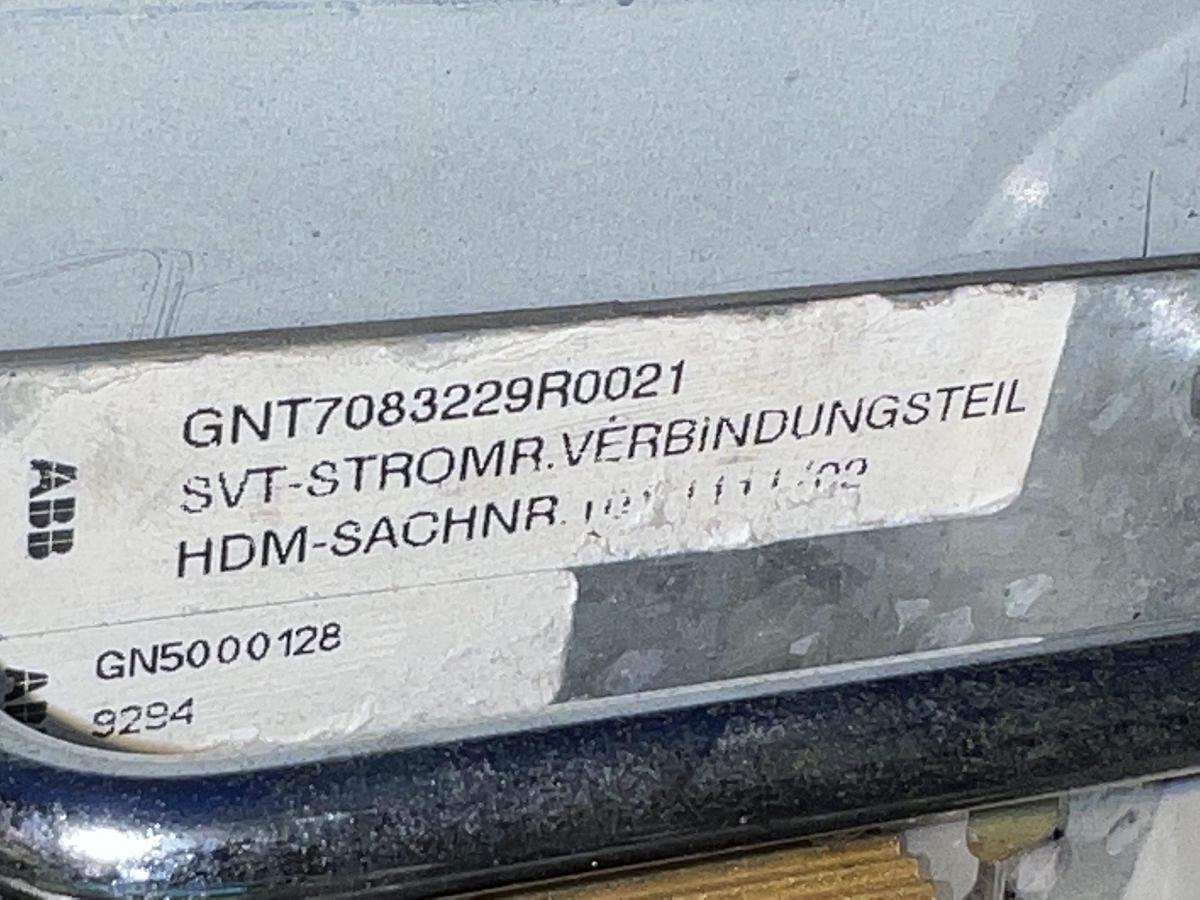 ABB
GNT7083229R0021
SVT-STROMR.VERBINDUNGSTEIL
HDM-SACHNR.
GN5000128
9294